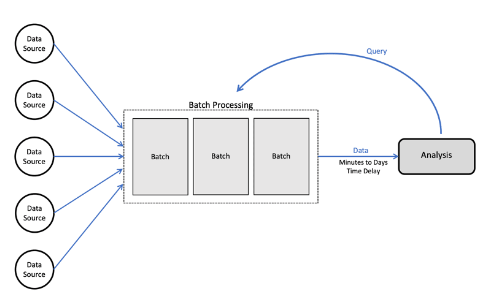 Data
Source
Data
Source
Data
Source
Data
Source
Data
Source
Batch Processing
Batch
Batch
Batch
Query
Data
Minutes to Days
Time Delay
Analysis